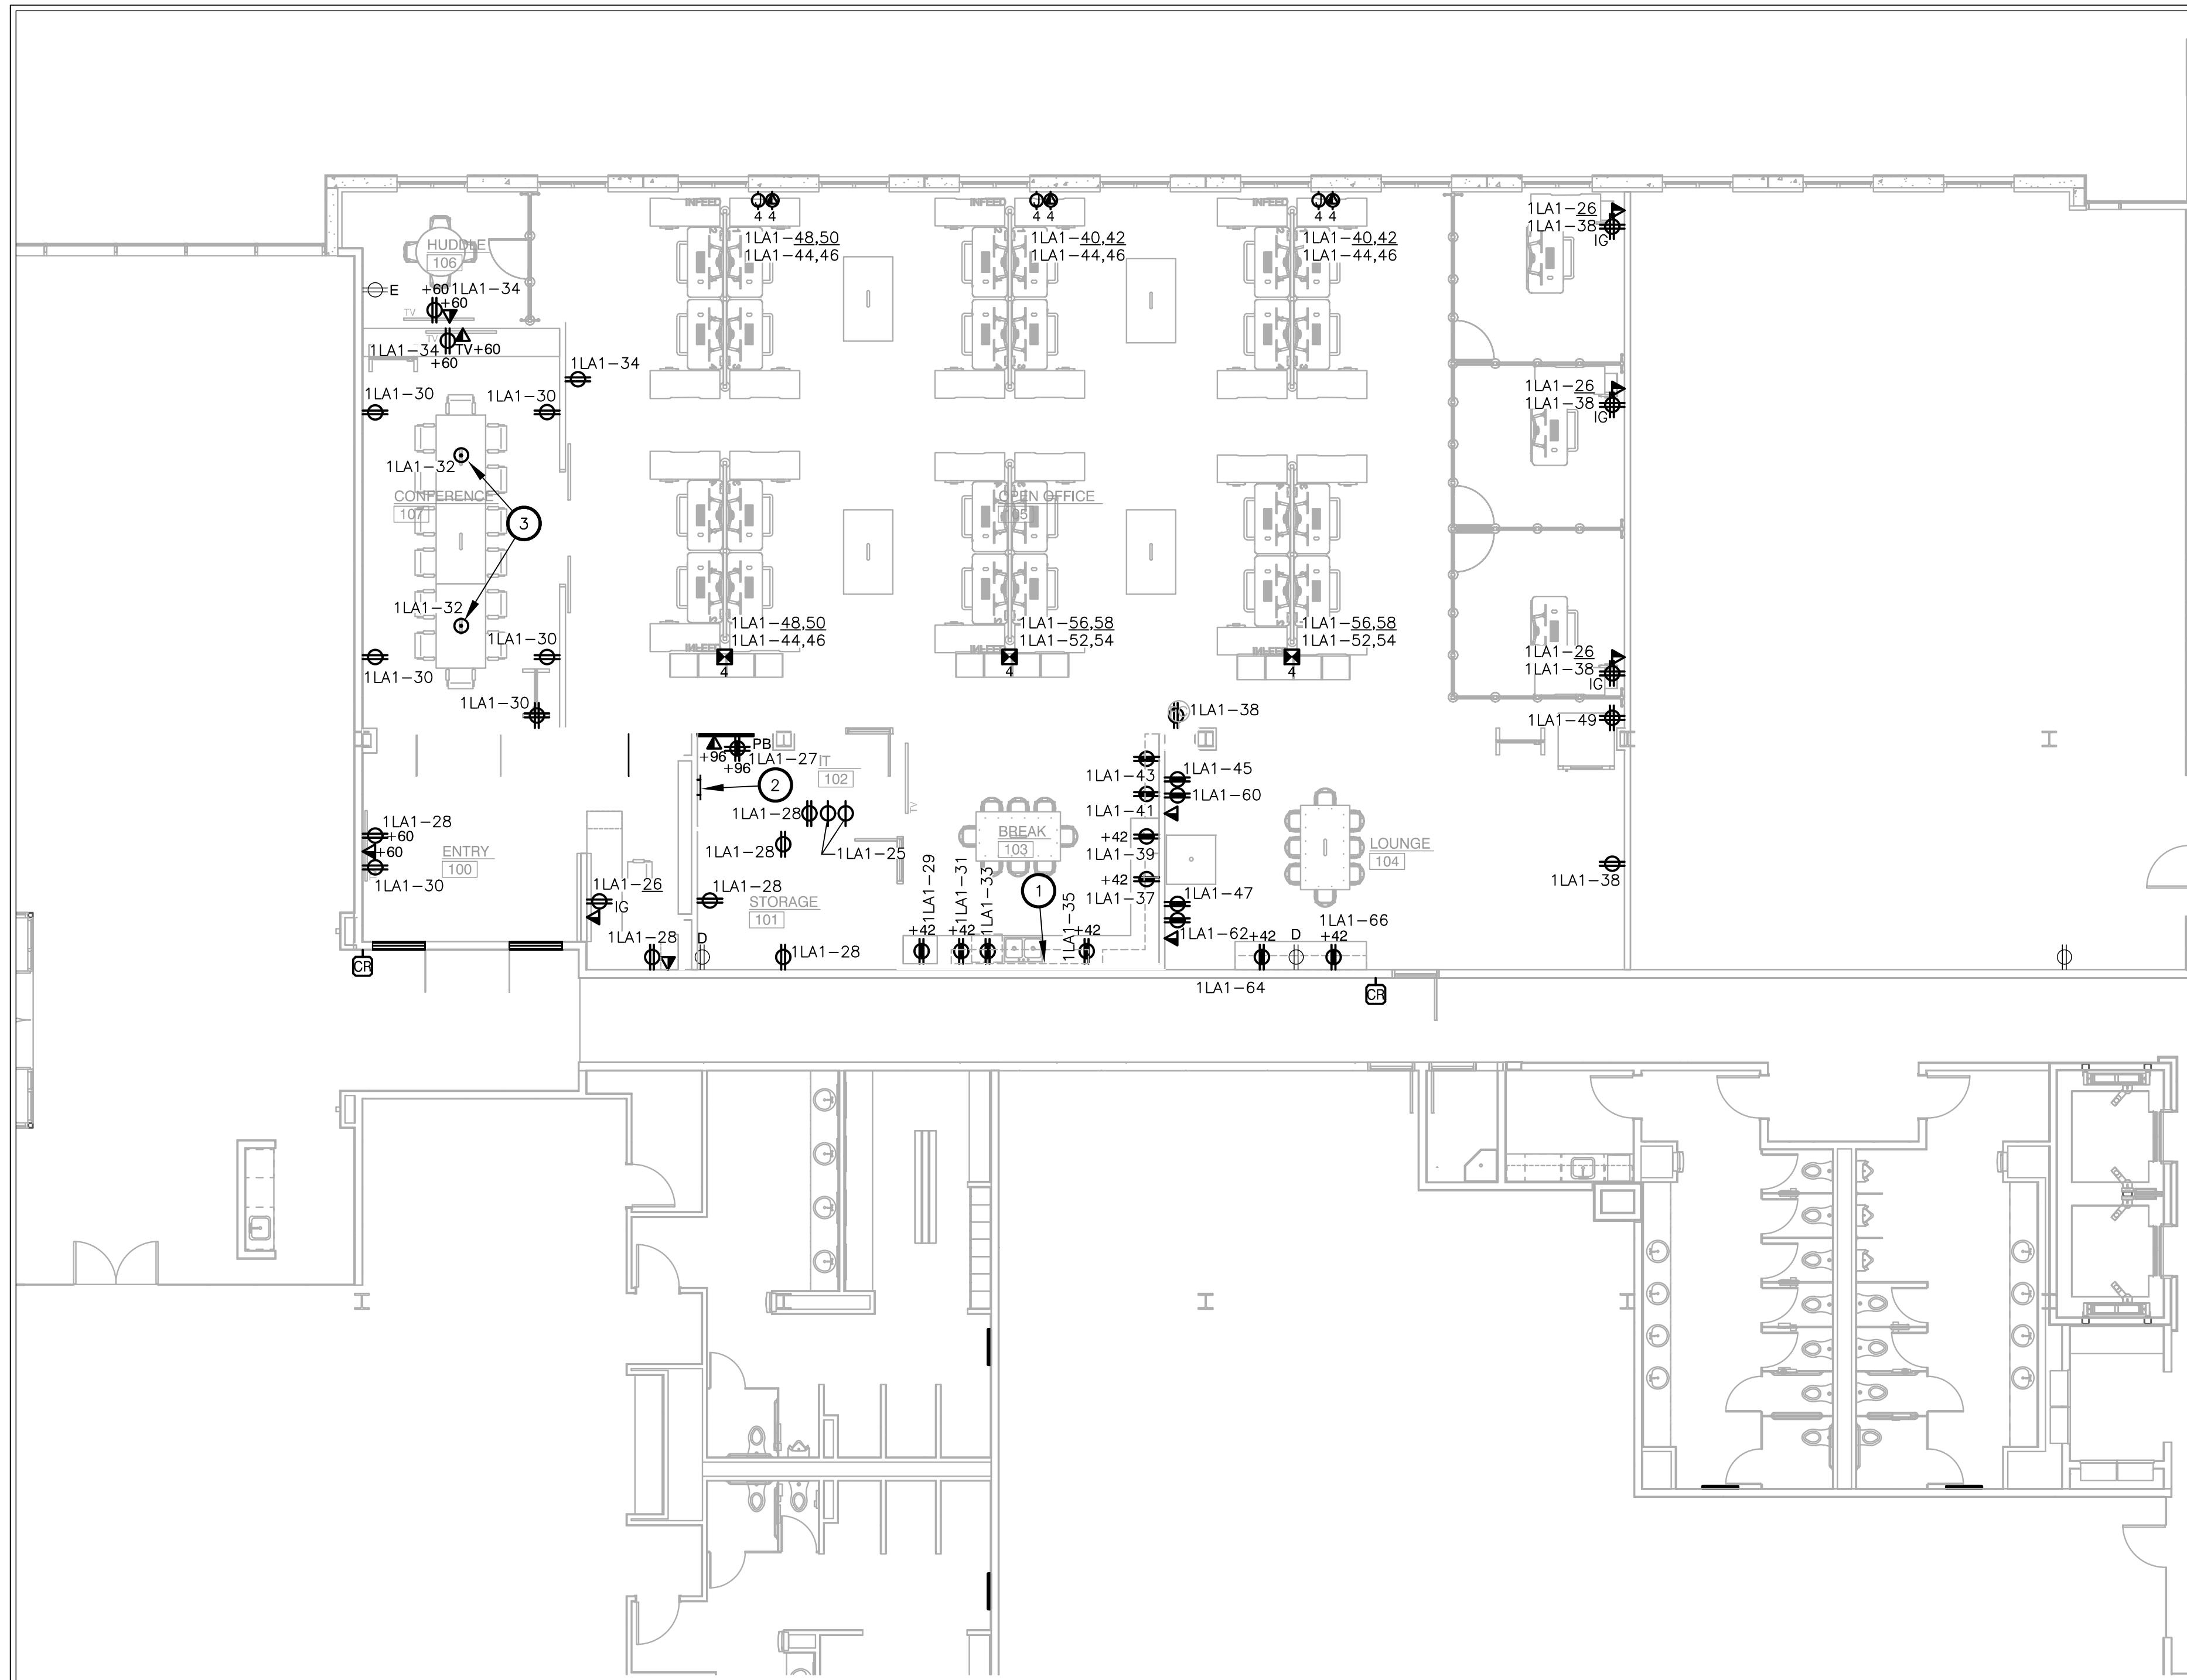 INFEED
INFEED
INFEED
4 4
4 4
4 4
1LA1-48,50
1LA1-44,46
1LA1-40,42
1LA1-44,46
1LA1-40,42
1LA1-44,46
1LA1-26
1LA1-38
IG
HUDDLE
106
E
+60
1LA1-34
+60
TV
TV
1LA1-34
TV+60
+60
1LA1-34
1LA1-30
1LA1-30
1LA1-26
1LA1-38
IG
1LA1-32
CONFERENCE
107
3
OPEN OFFICE
105
1LA1-32
1LA1-30
1LA1-30
1LA1-30
1LA1-48,50
1LA1-44,46
INFEED
4
1LA1-56,58
1LA1-52,54
INFEED
4
1LA1-56,58
1LA1-52,54
INFEED
4
1LA1-26
1LA1-38
IG
1LA1-38
1LA1-49
PB
+96
+96
1LA1-27
IT
102
2
TV
1LA1-43
1LA1-45
1LA1-60
1LA1-41
1LA1-28
1LA1-28
+60
+60
1LA1-30
ENTRY
100
1LA1-28
1LA1-25
BREAK
103
+42
1LA1-39
LOUNGE
104
1LA1-38
1LA1-26
IG
1LA1-28
STORAGE
101
1LA1-29
1LA1-31
1LA1-33
1
1LA1-35
+42
1LA1-37
1LA1-47
1LA1-66
1LA1-28
D
1LA1-28
+42
+42
+42
1LA1-62
+42
D
+42
CR
1LA1-64
CR